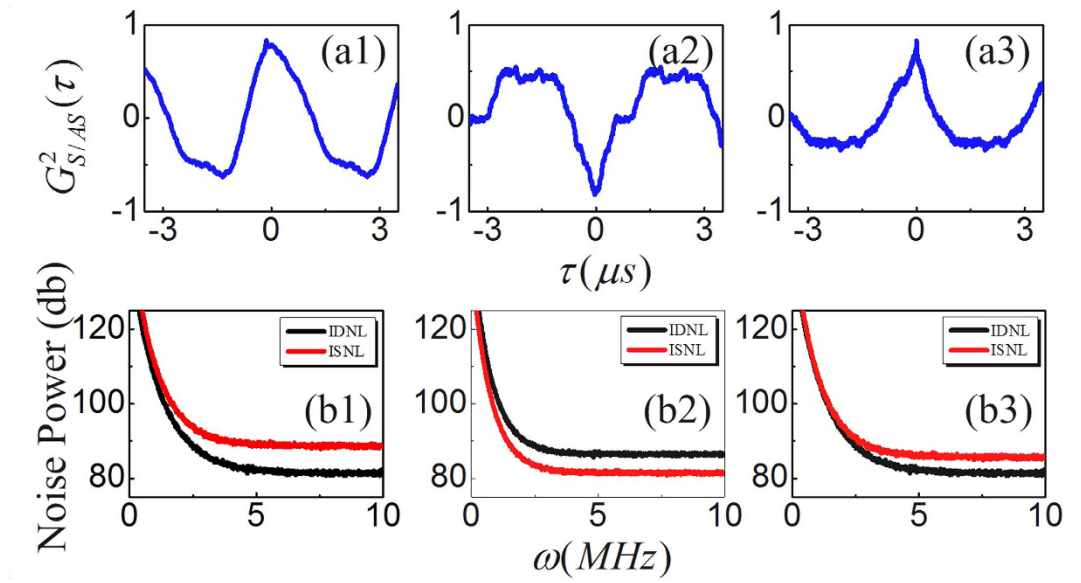 1 (a1) (a2) (a3)
0
-1
G²S/AS(τ)
-3 0 3 -3 0 3 -3 0 3
τ(μs)
120 IDNL 120 IDNL 120 IDNL
ISNL ISNL ISNL
100 (b1) 100 (b2) 100 (b3)
80 80 80
Noise Power (db)
0 5 10 0 5 10 0 5 10
ω(MHz)
1 1
0 0
-1 -1